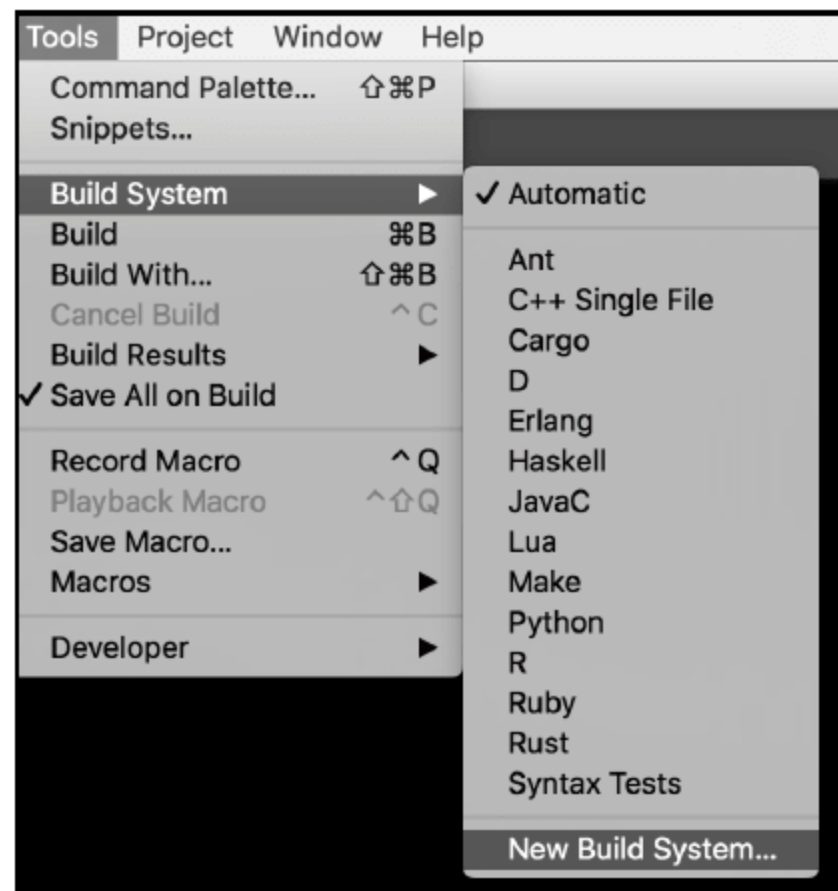 Tools Project Window Help
Command Palette... ⇧⌘P
Snippets...
Build System ▶
Build ⌘B
Build With... ⇧⌘B
Cancel Build ^C
Build Results ▶
✓ Save All on Build
Record Macro ^Q
Playback Macro ^⇧Q
Save Macro...
Macros ▶
Developer ▶
✓ Automatic
Ant
C++ Single File
Cargo
D
Erlang
Haskell
JavaC
Lua
Make
Python
R
Ruby
Rust
Syntax Tests
New Build System...